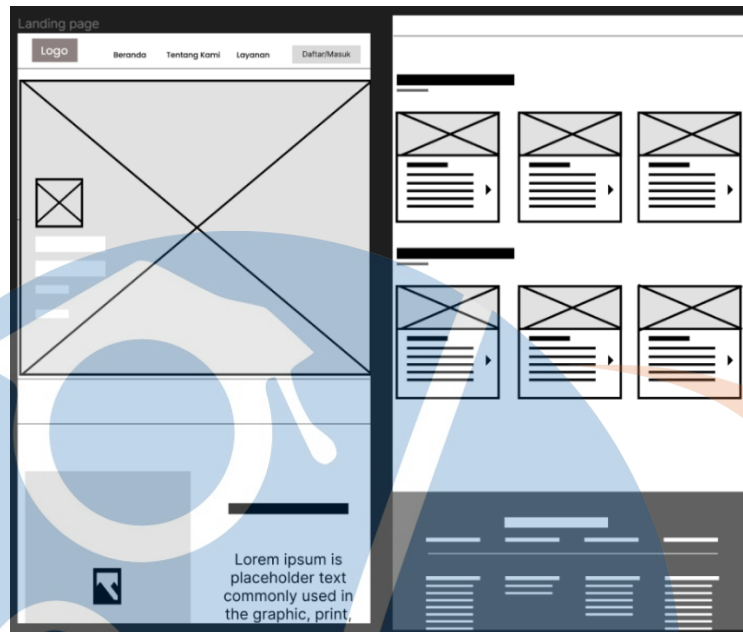 Landing page
Logo
Beranda Tentang Kami Layanan Daftar/Masuk
Lorem ipsum is
placeholder text
commonly used in
the graphic, print,